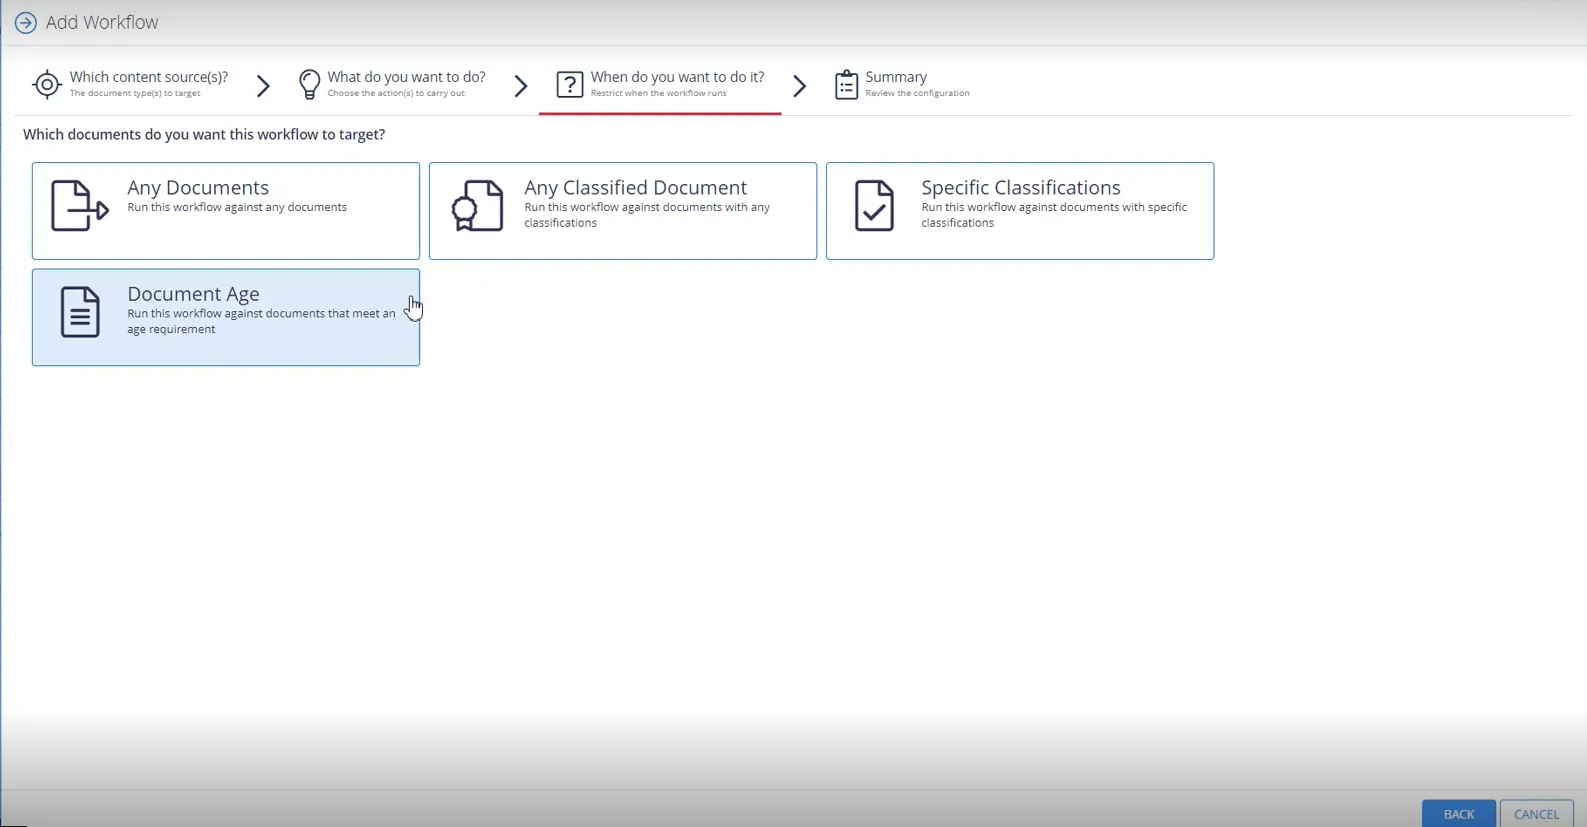 Add Workflow
Which content source(s)?
The document type(s) to target
What do you want to do?
Choose the action(s) to carry out
When do you want to do it?
Restrict when the workflow runs
Summary
Review the configuration
Which documents do you want this workflow to target?
Any Documents
Run this workflow against any documents
Any Classified Document
Run this workflow against documents with any
classifications
Specific Classifications
Run this workflow against documents with specific
classifications
Document Age
Run this workflow against documents that meet an
age requirement
BACK
CANCEL